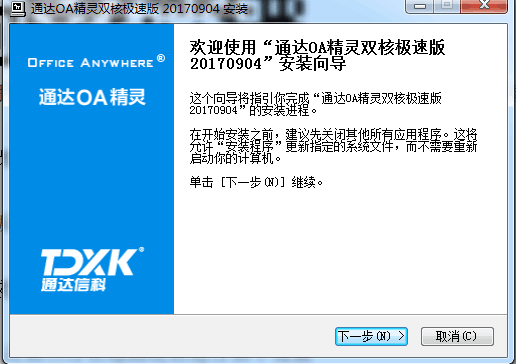 通达OA精灵双核极速版 20170904 安装
OFFICE ANYWHERE®
通达OA精灵
欢迎使用“通达OA精灵双核极速版
20170904”安装向导
这个向导将指引你完成“通达OA精灵双核极速版
20170904”的安装进程。
在开始安装之前，建议先关闭其他所有应用程序。这将
允许“安装程序”更新指定的系统文件，而不需要重新
启动你的计算机。
单击 [下一步(N)] 继续。
TDXK®
通达信科
下一步(N) >
取消(C)